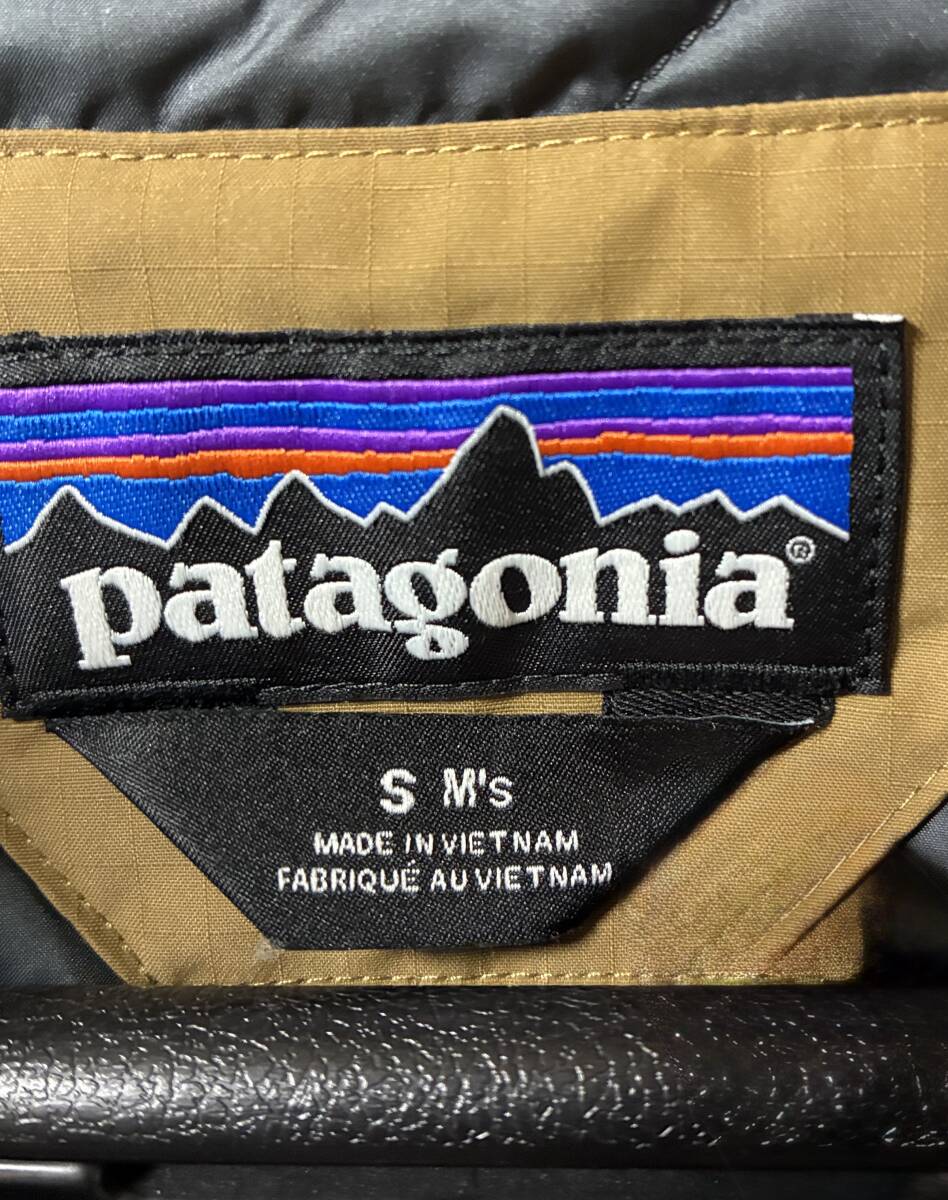 patagonia®
S M's
MADE IN VIETNAM
FABRIQUÉ AU VIETNAM